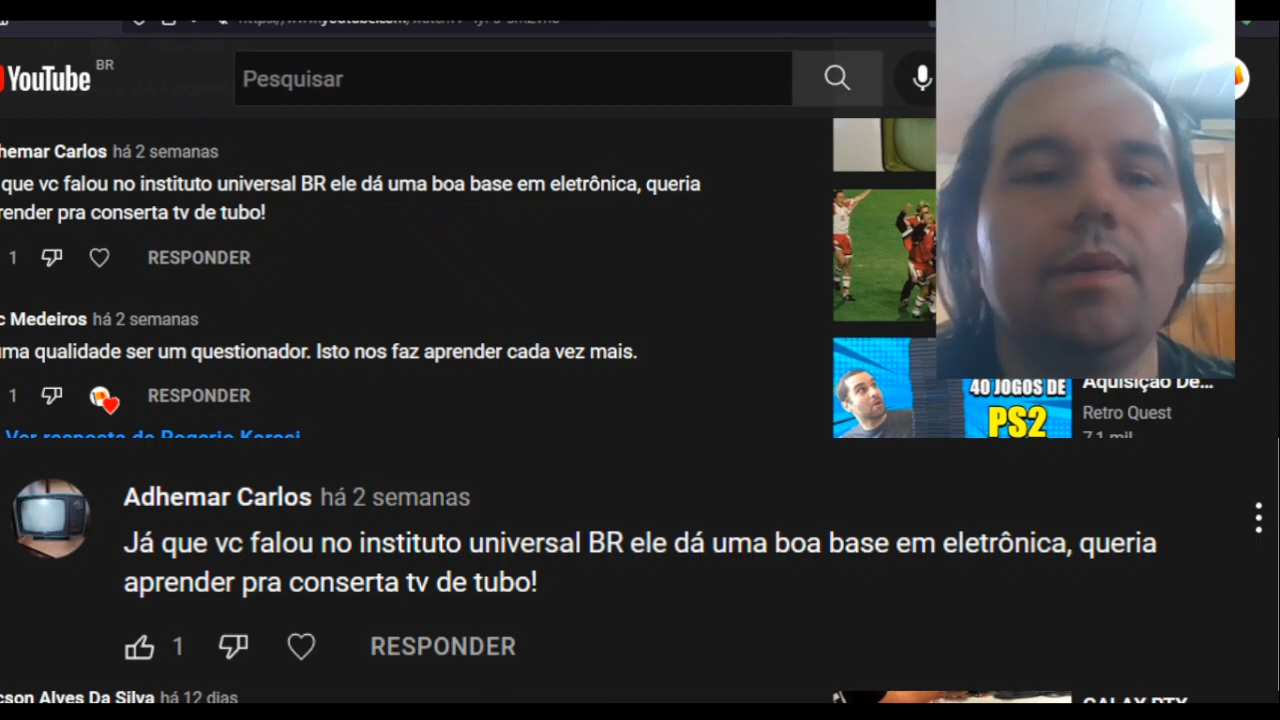 YouTube BR
Pesquisar
hemar Carlos há 2 semanas
que vc falou no instituto universal BR ele dá uma boa base em eletrônica, queria
render pra conserta tv de tubo!
1 RESPONDER
c Medeiros há 2 semanas
ma qualidade ser um questionador. Isto nos faz aprender cada vez mais.
1 RESPONDER
Ver resposta de Rogerio Koresi
40 JOGOS DE
PS2
Aquisição De...
Retro Quest
7,1 mil
Adhemar Carlos há 2 semanas
Já que vc falou no instituto universal BR ele dá uma boa base em eletrônica, queria
aprender pra conserta tv de tubo!
1 RESPONDER
cson Alves Da Silva há 12 dias